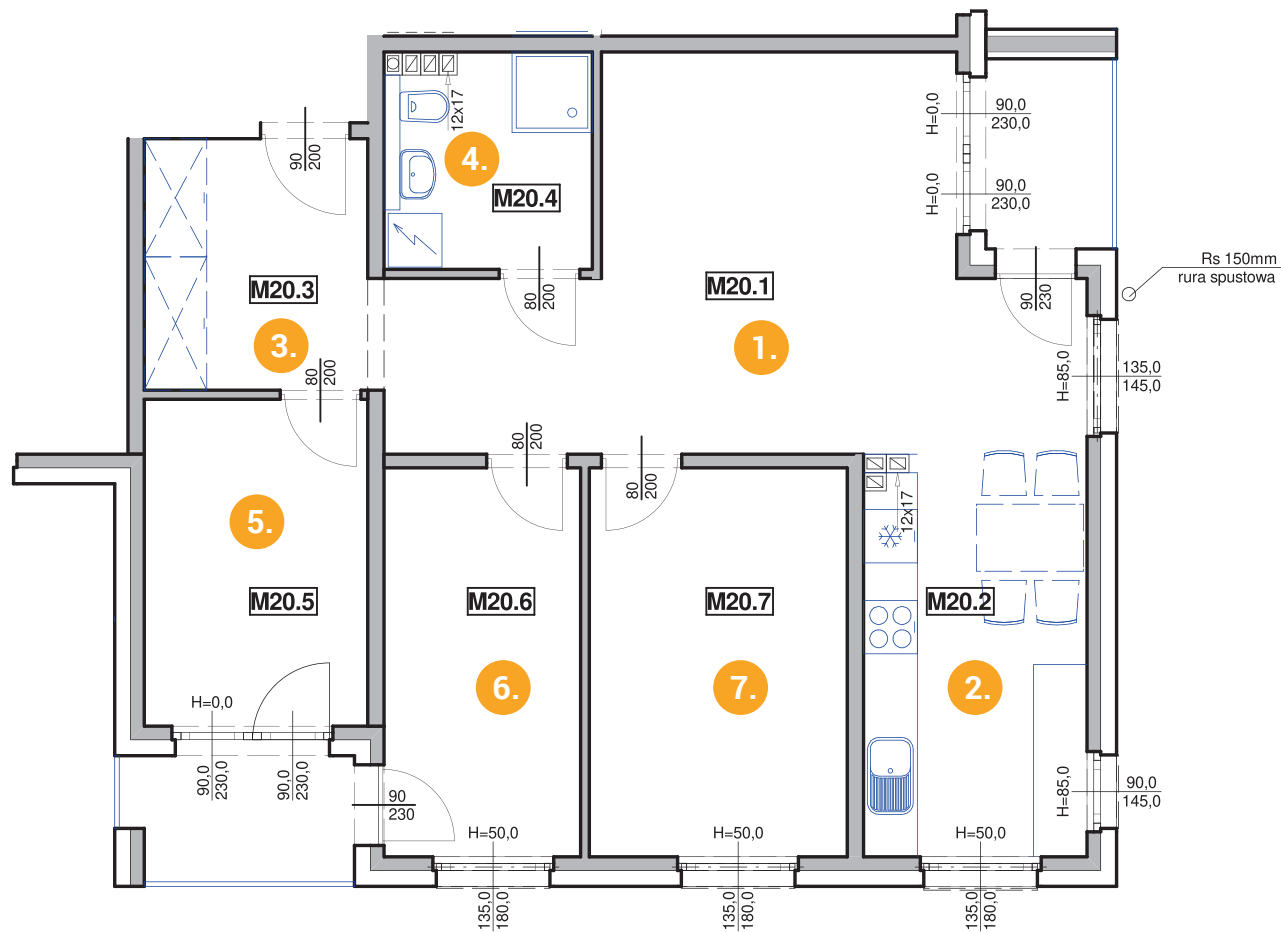 12x17
90
200
4.
M20.4
H=0,0
90,0
230,0
H=0,0
90,0
230,0
Rs 150mm
rura spustowa
M20.3
80
200
M20.1
90
230
3.
1.
80
200
H=85,0
135,0
145,0
80
200
80
200
12x17
5.
M20.5
M20.6
M20.7
M20.2
6.
7.
2.
H=0,0
90,0
230,0
90,0
230,0
90
230
H=85,0
90,0
145,0
H=50,0
H=50,0
H=50,0
135,0
180,0
135,0
180,0
135,0
180,0